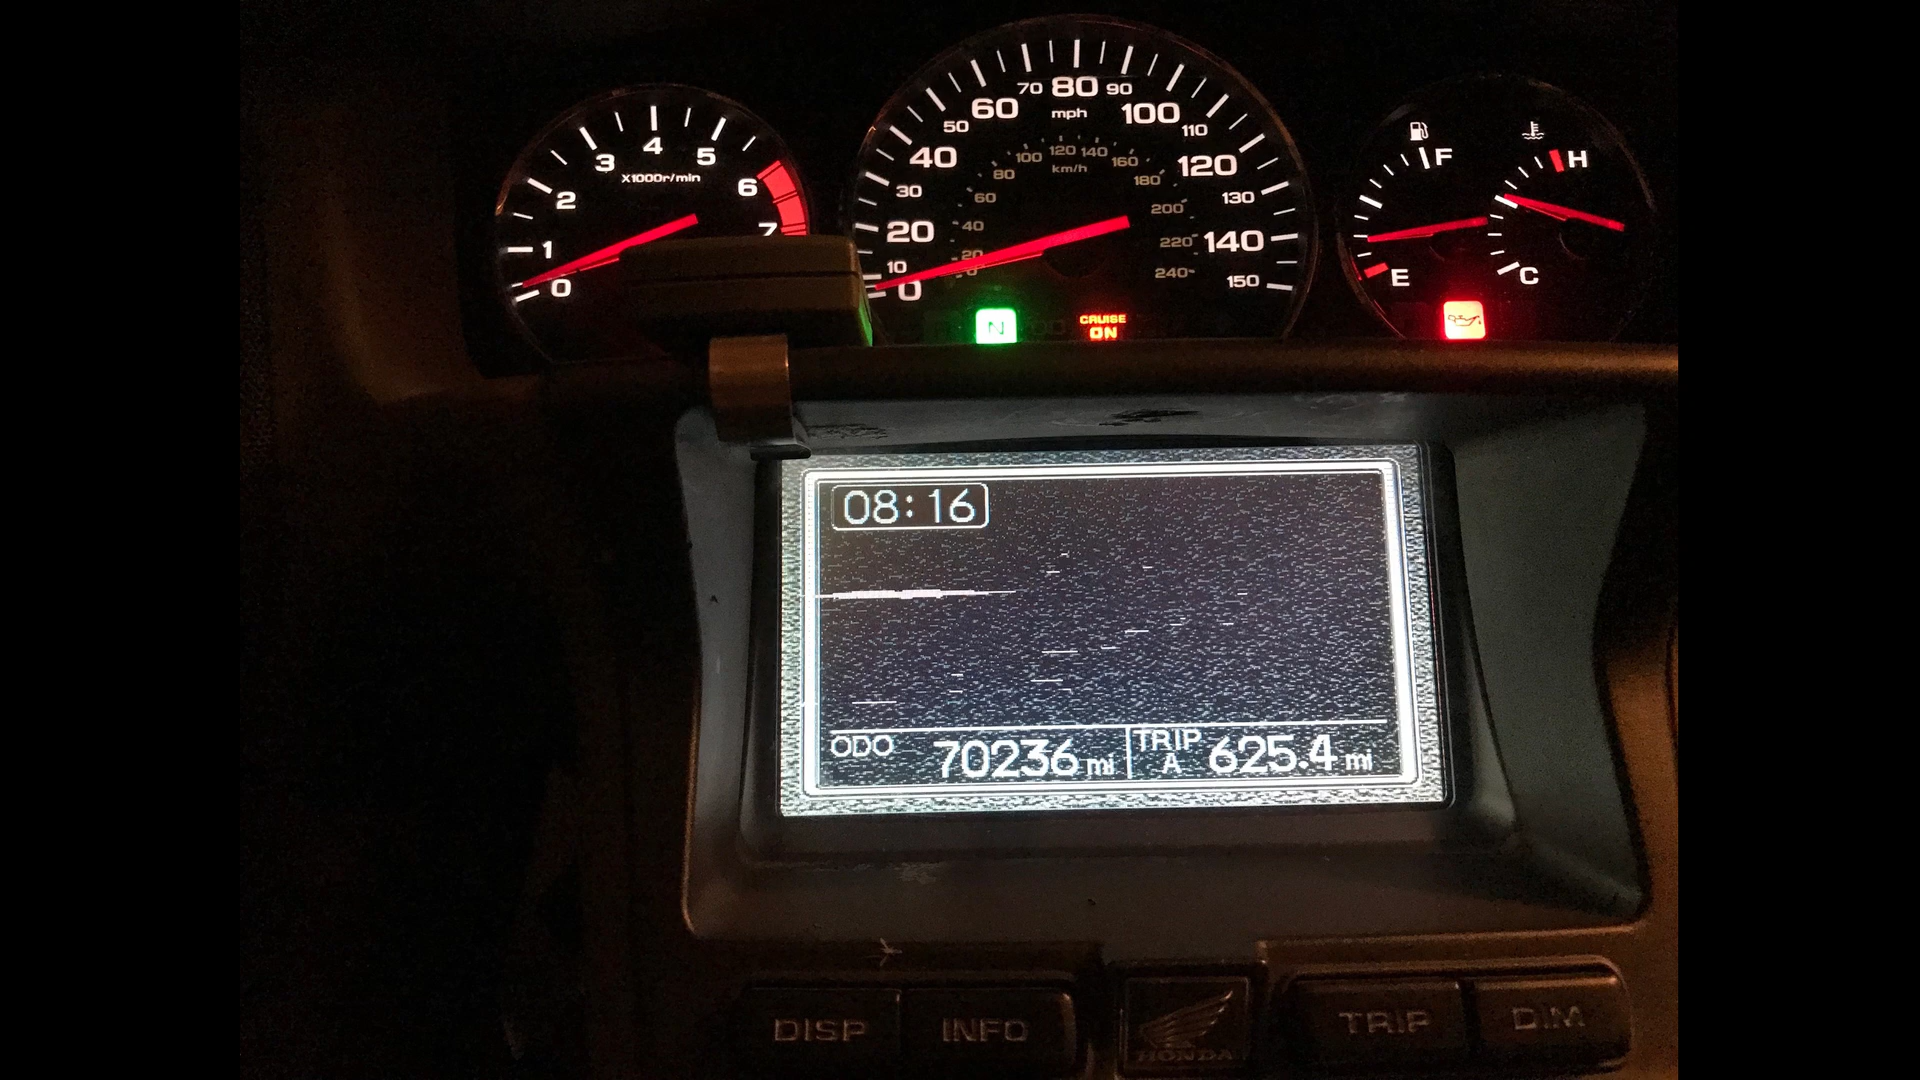 0 1 2 3 4 5 6 7
X1000r/min
0 10 20 30 40 50 60 70 80 90 100 110 120 130 140 150
mph
0 20 40 60 80 100 120 140 160 180 200 220 240
km/h
N
CRUISE
ON
F
E
H
C
08:16
ODO 70236 mi
TRIP A 625.4 mi
DISP
INFO
HONDA
TRIP
DIM